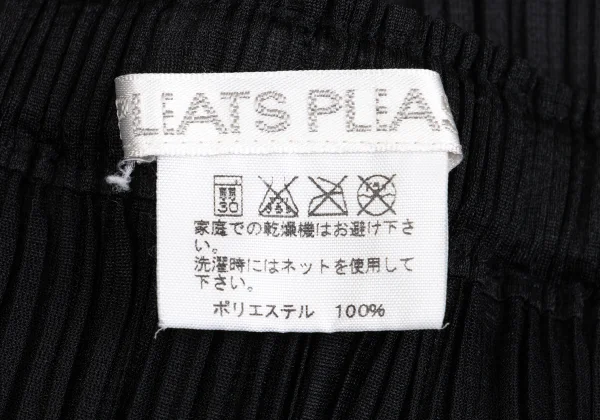 LEATS PLEAS
30
家庭での乾燥機はお避け下さ
い。
洗濯時にはネットを使用して
下さい。
ポリエステル 100%